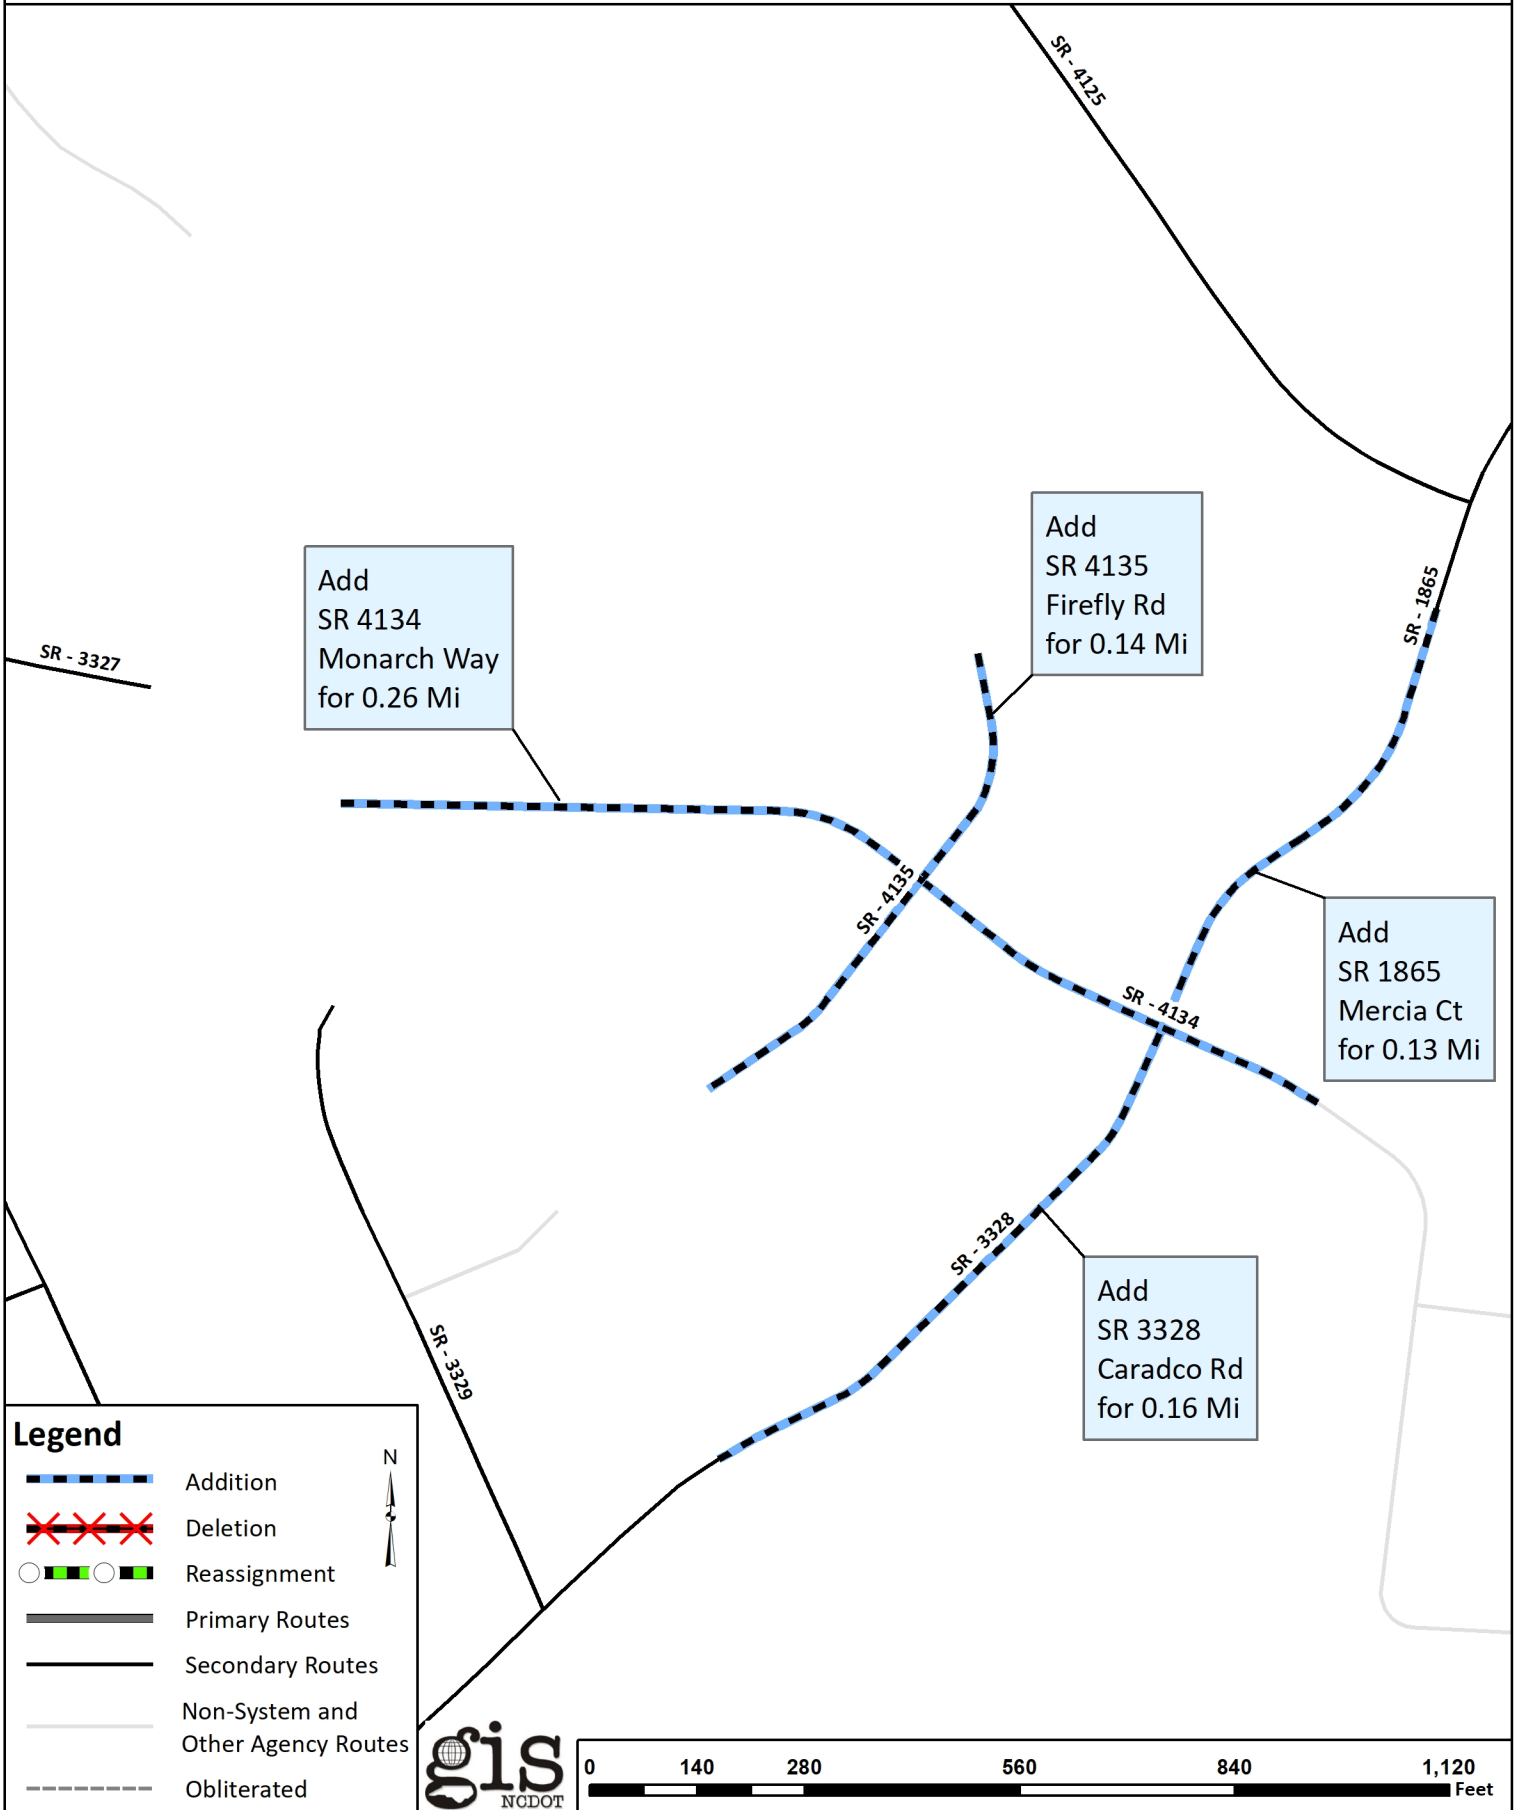 SR - 4125
Add
SR 4135
Firefly Rd
for 0.14 Mi
Add
SR 4134
Monarch Way
for 0.26 Mi
SR - 1865
SR - 3327
SR - 4135
Add
SR 1865
Mercia Ct
for 0.13 Mi
SR - 4134
SR - 3328
Add
SR 3328
Caradco Rd
for 0.16 Mi
SR - 3329
Legend
N
Addition
Deletion
Reassignment
Primary Routes
Secondary Routes
Non-System and
Other Agency Routes
Obliterated
gis
NCDOT
0 140 280 560 840 1,120
Feet